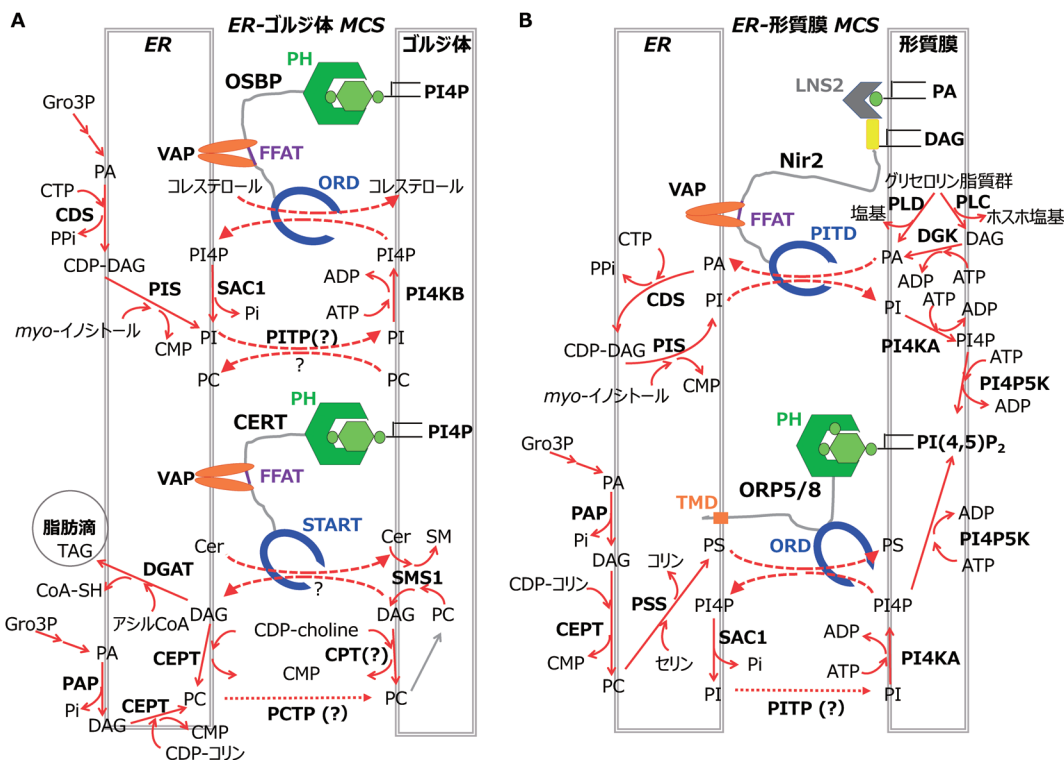 A
ER-ゴルジ体 MCS
ER
ゴルジ体
PH
OSBP
PI4P
Gro3P
VAP
FFAT
PA
コレステロール
ORD
コレステロール
CTP
CDS
PPi
PI4P
PI4P
CDP-DAG
ADP
PIS
SAC1
PI4KB
Pi
ATP
myo-イノシトール
PI
PITP(?)
PI
CMP
?
PC
PC
PH
CERT
PI4P
VAP
FFAT
脂肪滴
TAG
START
Cer
Cer
SM
DGAT
SMS1
CoA-SH
?
DAG
DAG
PC
アシルCoA
Gro3P
CDP-choline
PA
CEPT
CPT(?)
CMP
PAP
PC
PC
Pi
CEPT
PCTP (?)
DAG
CMP
CDP-コリン
B
ER-形質膜 MCS
ER
形質膜
LNS2
PA
DAG
Nir2
VAP
グリセロリン脂質群
PLD
PLC
FFAT
塩基
ホスホ塩基
PITD
DGK
DAG
CTP
PA
PA
PPi
ADP
ATP
CDS
PI
PI
ATP
ADP
CDP-DAG
PIS
PI4KA
PI4P
ATP
myo-イノシトール
CMP
PI4P5K
ADP
PH
Gro3P
PI(4,5)P2
PA
ORP5/8
TMD
PAP
ADP
Pi
PS
ORD
PS
PI4P5K
DAG
コリン
ATP
CDP-コリン
PSS
PI4P
PI4P
CEPT
SAC1
ADP
CMP
セリン
Pi
ATP
PI4KA
PC
PI
PI
PITP (?)